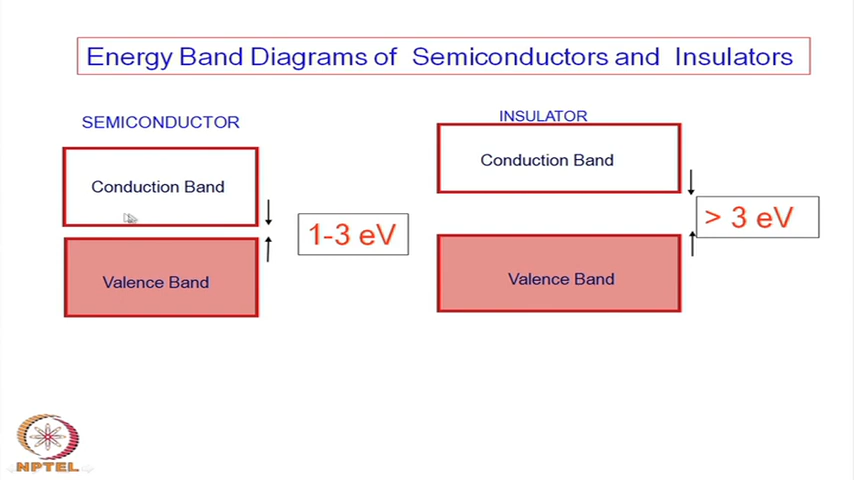 Energy Band Diagrams of Semiconductors and Insulators
SEMICONDUCTOR
Conduction Band
1-3 eV
Valence Band
INSULATOR
Conduction Band
> 3 eV
Valence Band
NPTEL